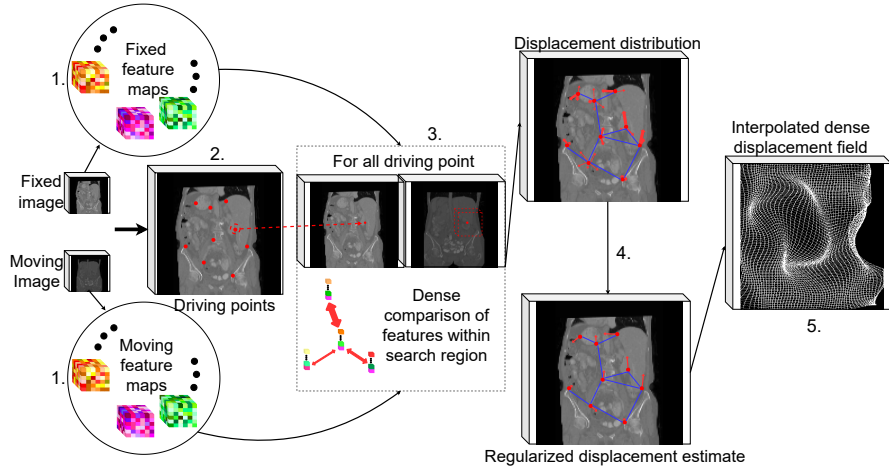 1.
Fixed
feature
maps
Fixed
image
Moving
Image
1.
Moving
feature
maps
2.
Driving points
3.
For all driving point
Dense
comparison of
features within
search region
Displacement distribution
4.
Regularized displacement estimate
Interpolated dense
displacement field
5.